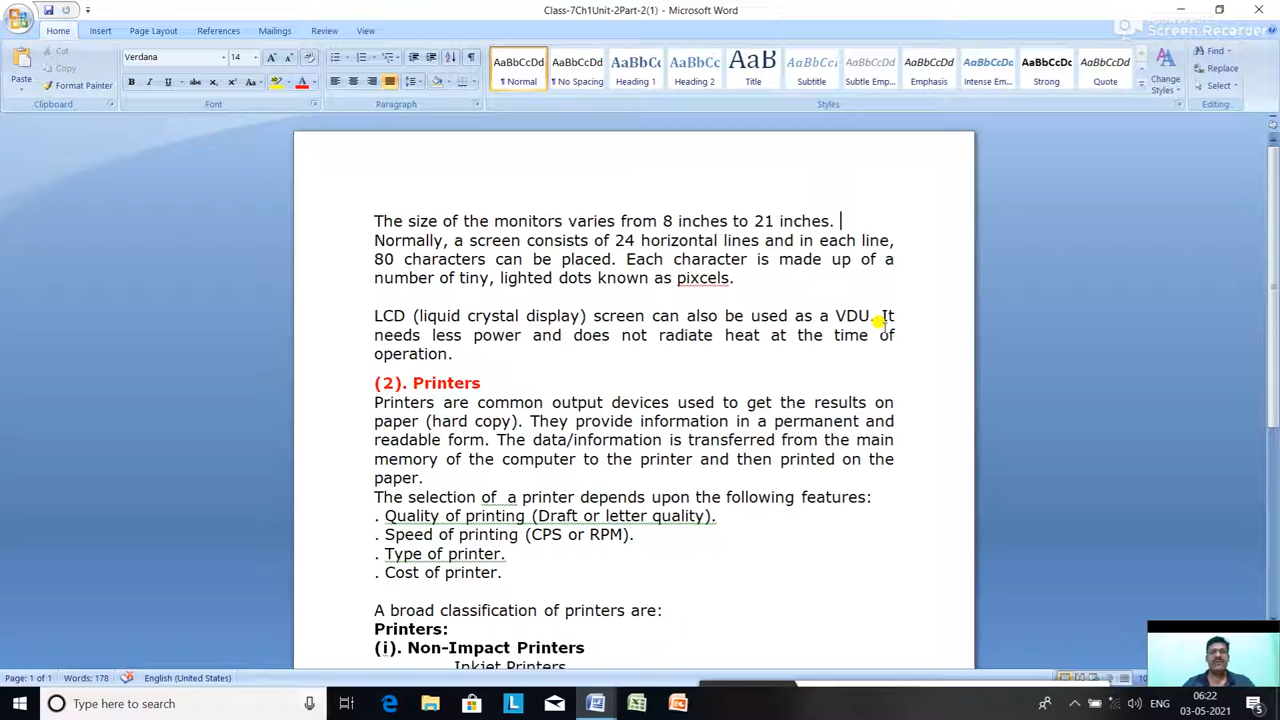 Class-7Ch1Unit-2Part-2(1) - Microsoft Word
Home Insert Page Layout References Mailings Review View
Screen Recorder
Paste
Cut
Copy
Format Painter
Clipboard
Verdana 14
Font
Paragraph
AaBbCcDd AaBbCcDd AaBbCc AaBbCc AaB AaBbCc( AaBbCcDd AaBbCcDd AaBbCcDd AaBbCcDd AaBbCcDd
¶ Normal ¶ No Spacing Heading 1 Heading 2 Title Subtitle Subtle Emp... Emphasis Intense Em... Strong Quote
Styles
Change Styles
Find
Replace
Select
Editing
The size of the monitors varies from 8 inches to 21 inches.
Normally, a screen consists of 24 horizontal lines and in each line,
80 characters can be placed. Each character is made up of a
number of tiny, lighted dots known as pixcels.
LCD (liquid crystal display) screen can also be used as a VDU. It
needs less power and does not radiate heat at the time of
operation.
(2). Printers
Printers are common output devices used to get the results on
paper (hard copy). They provide information in a permanent and
readable form. The data/information is transferred from the main
memory of the computer to the printer and then printed on the
paper.
The selection of a printer depends upon the following features:
. Quality of printing (Draft or letter quality).
. Speed of printing (CPS or RPM).
. Type of printer.
. Cost of printer.
A broad classification of printers are:
Printers:
(i). Non-Impact Printers
Inkjet Printers
Page: 1 of 1 Words: 178 English (United States)
Type here to search
ENG
06:22
03-05-2021